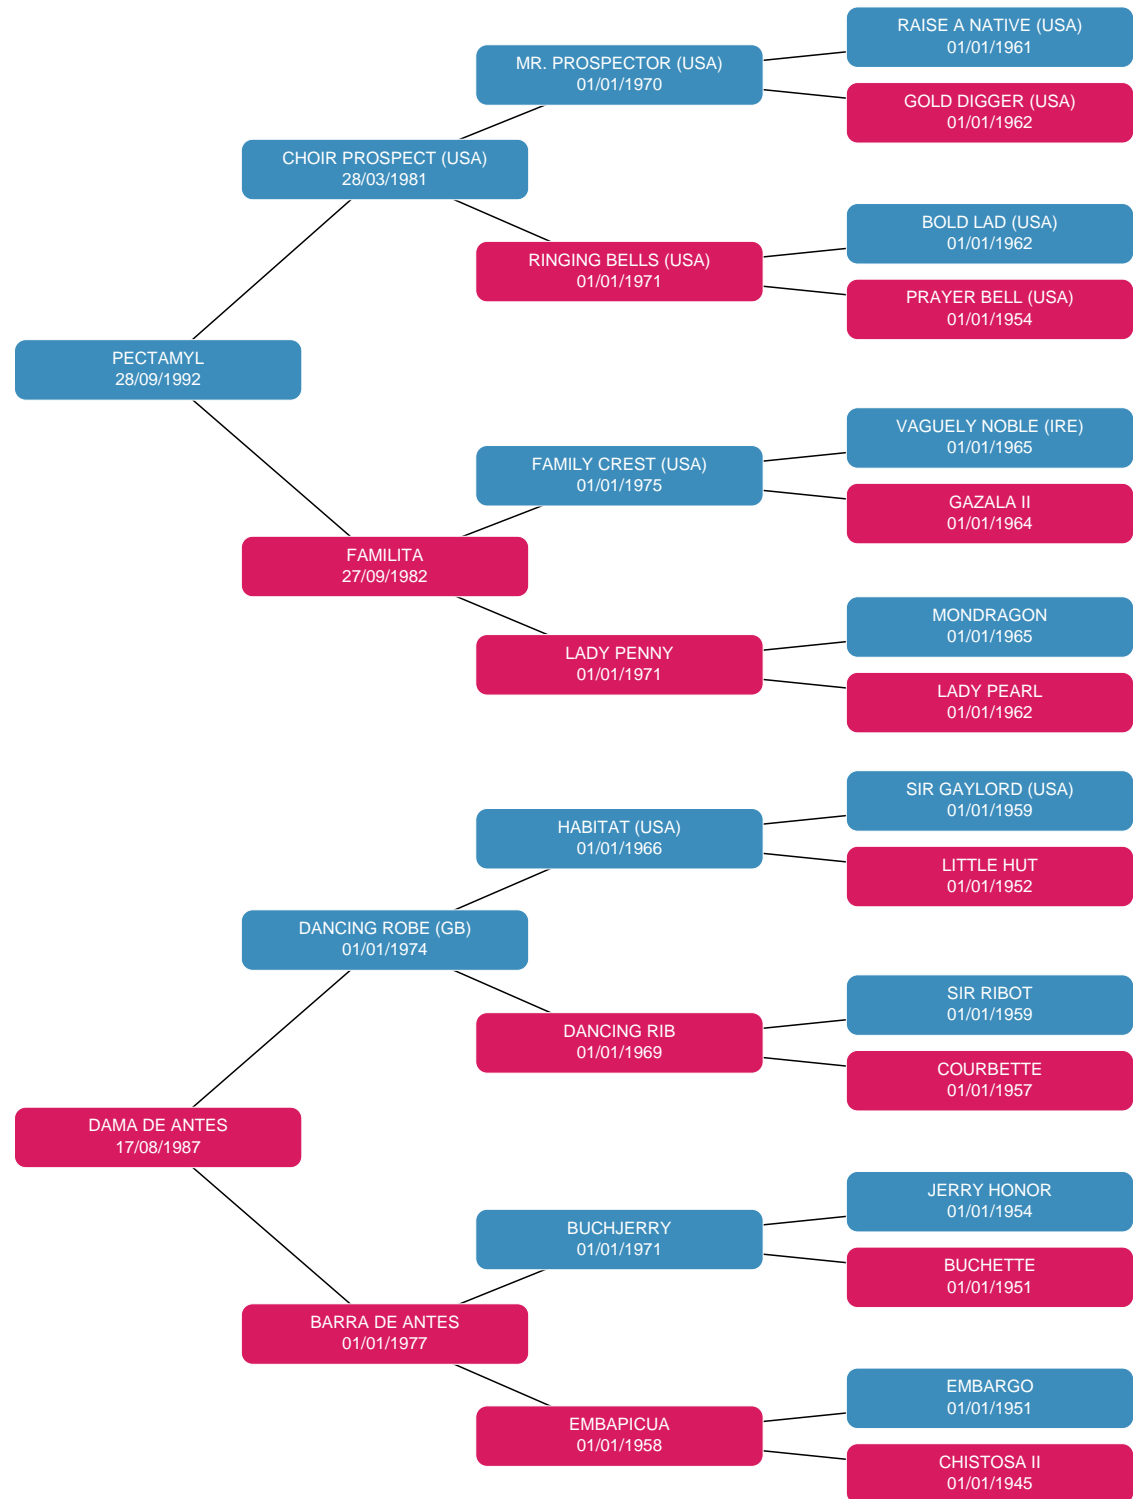 RAISE A NATIVE (USA)
01/01/1961
MR. PROSPECTOR (USA)
01/01/1970
GOLD DIGGER (USA)
01/01/1962
CHOIR PROSPECT (USA)
28/03/1981
BOLD LAD (USA)
01/01/1962
RINGING BELLS (USA)
01/01/1971
PRAYER BELL (USA)
01/01/1954
PECTAMYL
28/09/1992
VAGUELY NOBLE (IRE)
01/01/1965
FAMILY CREST (USA)
01/01/1975
GAZALA II
01/01/1964
FAMILITA
27/09/1982
MONDRAGON
01/01/1965
LADY PENNY
01/01/1971
LADY PEARL
01/01/1962
SIR GAYLORD (USA)
01/01/1959
HABITAT (USA)
01/01/1966
LITTLE HUT
01/01/1952
DANCING ROBE (GB)
01/01/1974
SIR RIBOT
01/01/1959
DANCING RIB
01/01/1969
COURBETTE
01/01/1957
DAMA DE ANTES
17/08/1987
JERRY HONOR
01/01/1954
BUCHJERRY
01/01/1971
BUCHETTE
01/01/1951
BARRA DE ANTES
01/01/1977
EMBARGO
01/01/1951
EMBAPICUA
01/01/1958
CHISTOSA II
01/01/1945